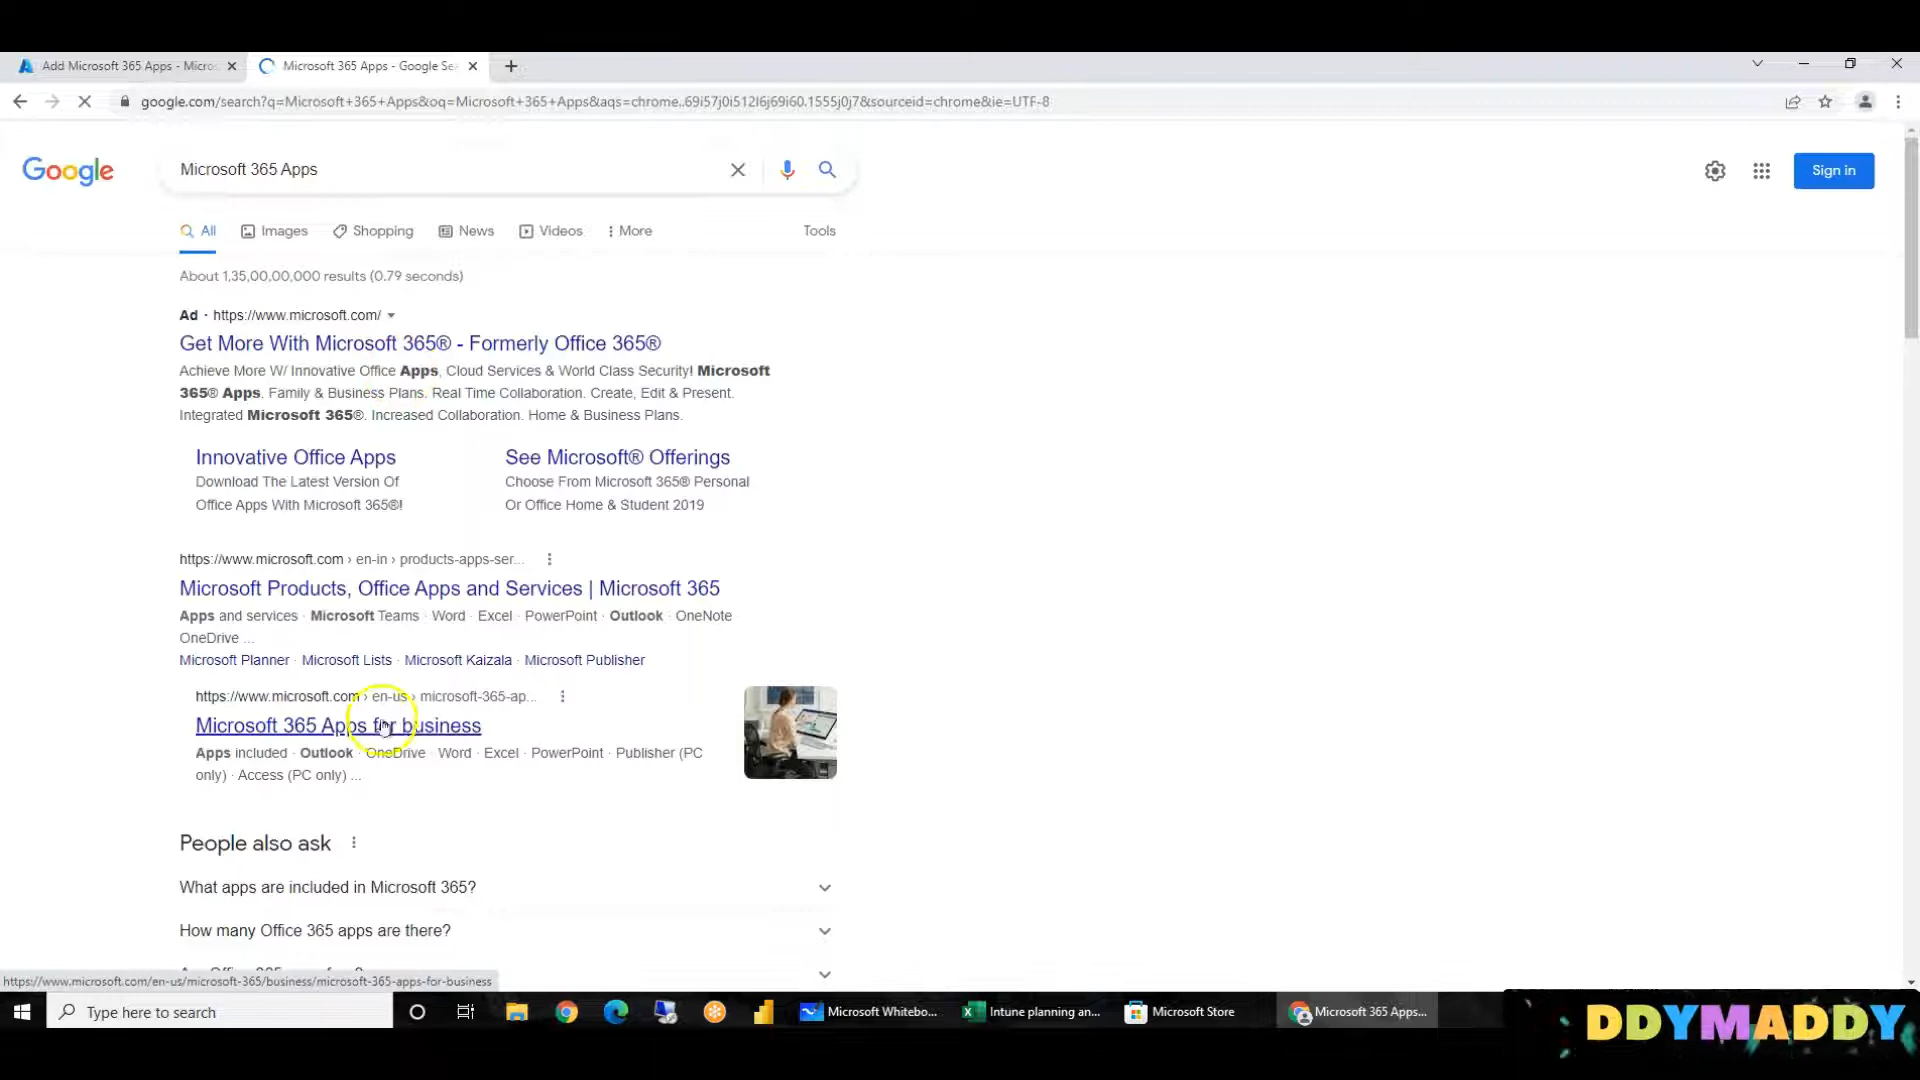 Add Microsoft 365 Apps - Micros
Microsoft 365 Apps - Google Sea
google.com/search?q=Microsoft+365+Apps&oq=Microsoft+365+Apps&aqs=chrome..69i57j0i512l6j69i60.1555j0j7&sourceid=chrome&ie=UTF-8
Google
Microsoft 365 Apps
Sign in
All Images Shopping News Videos More Tools
About 1,35,00,00,000 results (0.79 seconds)
Ad · https://www.microsoft.com/
Get More With Microsoft 365® - Formerly Office 365®
Achieve More W/ Innovative Office Apps, Cloud Services & World Class Security! Microsoft
365® Apps. Family & Business Plans. Real Time Collaboration. Create, Edit & Present.
Integrated Microsoft 365®. Increased Collaboration. Home & Business Plans.
Innovative Office Apps
Download The Latest Version Of
Office Apps With Microsoft 365®!
See Microsoft® Offerings
Choose From Microsoft 365® Personal
Or Office Home & Student 2019
https://www.microsoft.com › en-in › products-apps-ser...
Microsoft Products, Office Apps and Services | Microsoft 365
Apps and services · Microsoft Teams · Word · Excel · PowerPoint · Outlook · OneNote
OneDrive ...
Microsoft Planner · Microsoft Lists · Microsoft Kaizala · Microsoft Publisher
https://www.microsoft.com › en-us › microsoft-365-ap...
Microsoft 365 Apps for business
Apps included · Outlook · OneDrive · Word · Excel · PowerPoint · Publisher (PC
only) · Access (PC only) ...
People also ask
What apps are included in Microsoft 365?
How many Office 365 apps are there?
https://www.microsoft.com/en-us/microsoft-365/business/microsoft-365-apps-for-business
Type here to search
Microsoft Whitebo...
Intune planning an...
Microsoft Store
Microsoft 365 Apps...
DDYMADDY